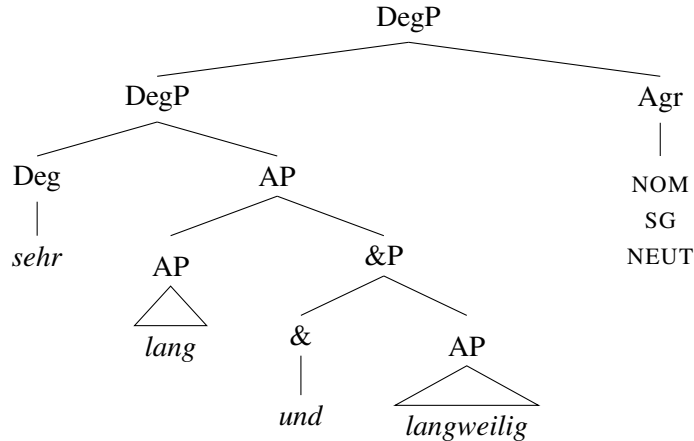 DegP
DegP Agr
Deg AP NOM
SG
sehr AP &P NEUT
lang & AP
und langweilig